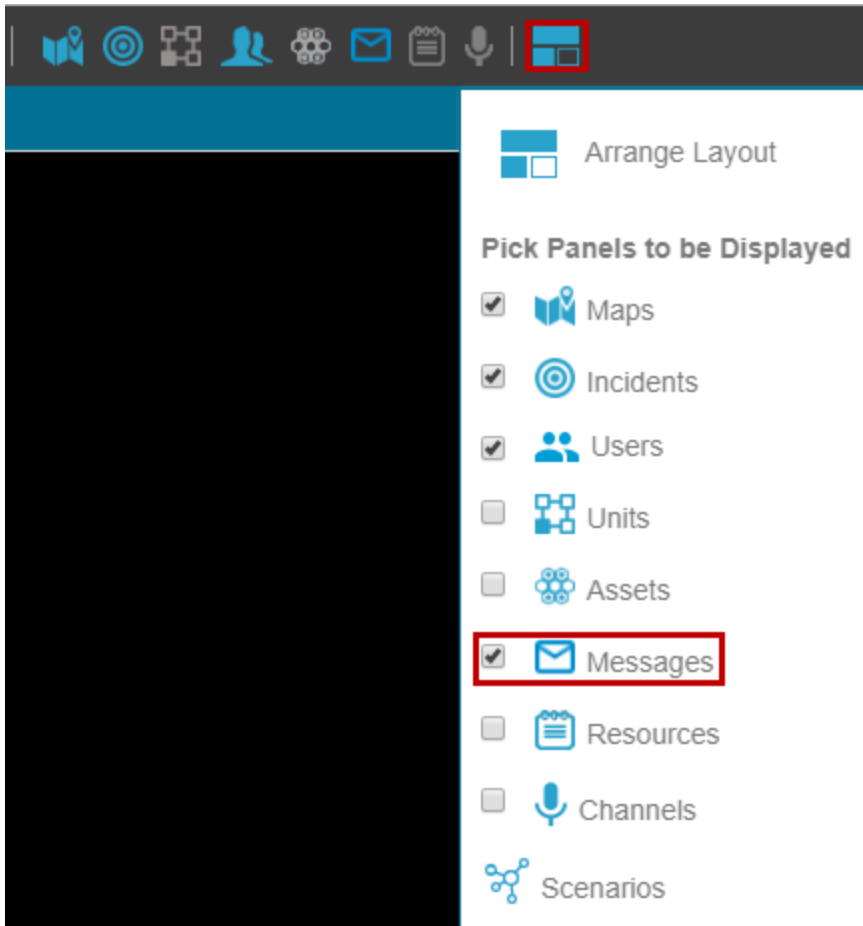 Arrange Layout
Pick Panels to be Displayed
Maps
Incidents
Users
Units
Assets
Messages
Resources
Channels
Scenarios